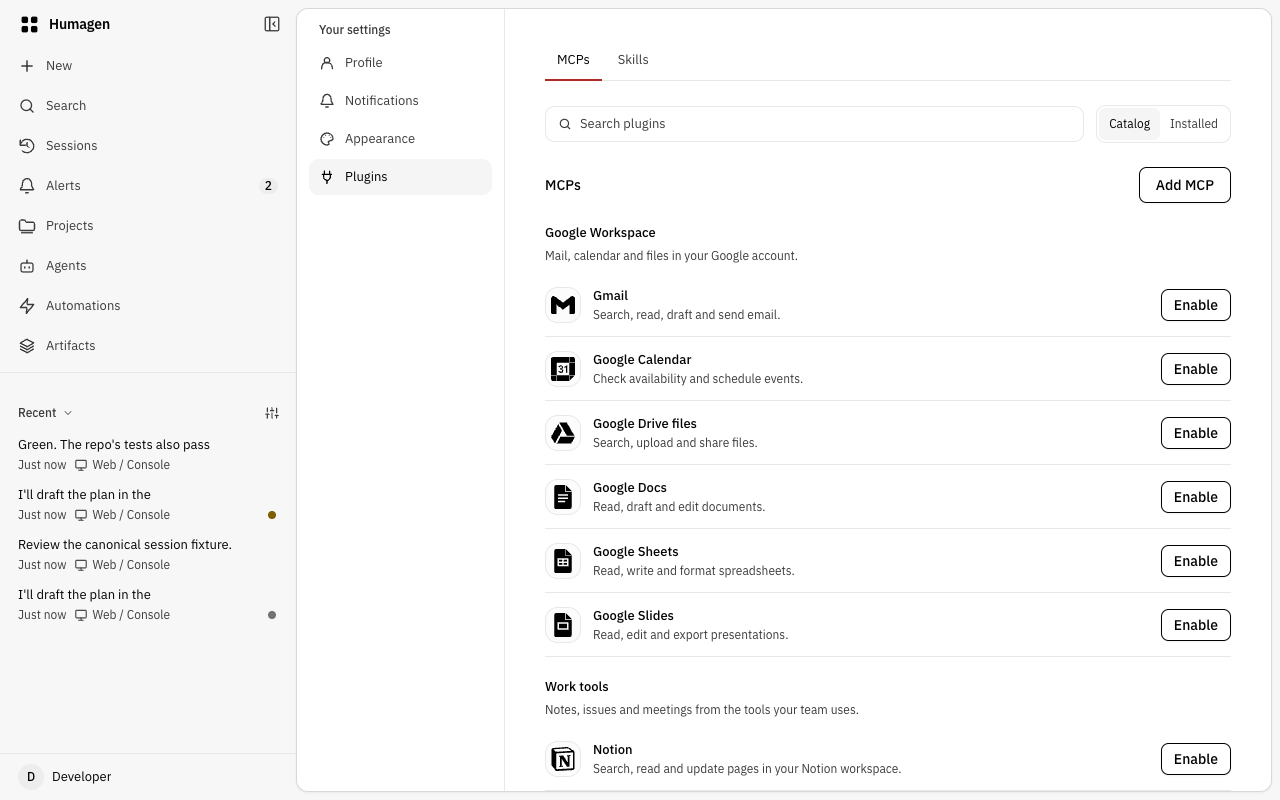 Humagen
New
Search
Sessions
Alerts 2
Projects
Agents
Automations
Artifacts
Recent
Green. The repo's tests also pass
Just now Web / Console
I'll draft the plan in the
Just now Web / Console
Review the canonical session fixture.
Just now Web / Console
I'll draft the plan in the
Just now Web / Console
D Developer
Your settings
Profile
Notifications
Appearance
Plugins
MCPs Skills
Search plugins
Catalog Installed
MCPs
Add MCP
Google Workspace
Mail, calendar and files in your Google account.
Gmail
Search, read, draft and send email.
Enable
31
Google Calendar
Check availability and schedule events.
Enable
Google Drive files
Search, upload and share files.
Enable
Google Docs
Read, draft and edit documents.
Enable
Google Sheets
Read, write and format spreadsheets.
Enable
Google Slides
Read, edit and export presentations.
Enable
Work tools
Notes, issues and meetings from the tools your team uses.
Notion
Search, read and update pages in your Notion workspace.
Enable